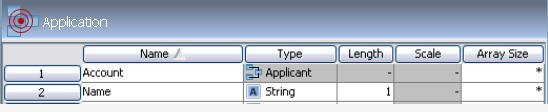 Application
Name Type Length Scale Array Size
1 Account Applicant - - *
2 Name A String 1 - *